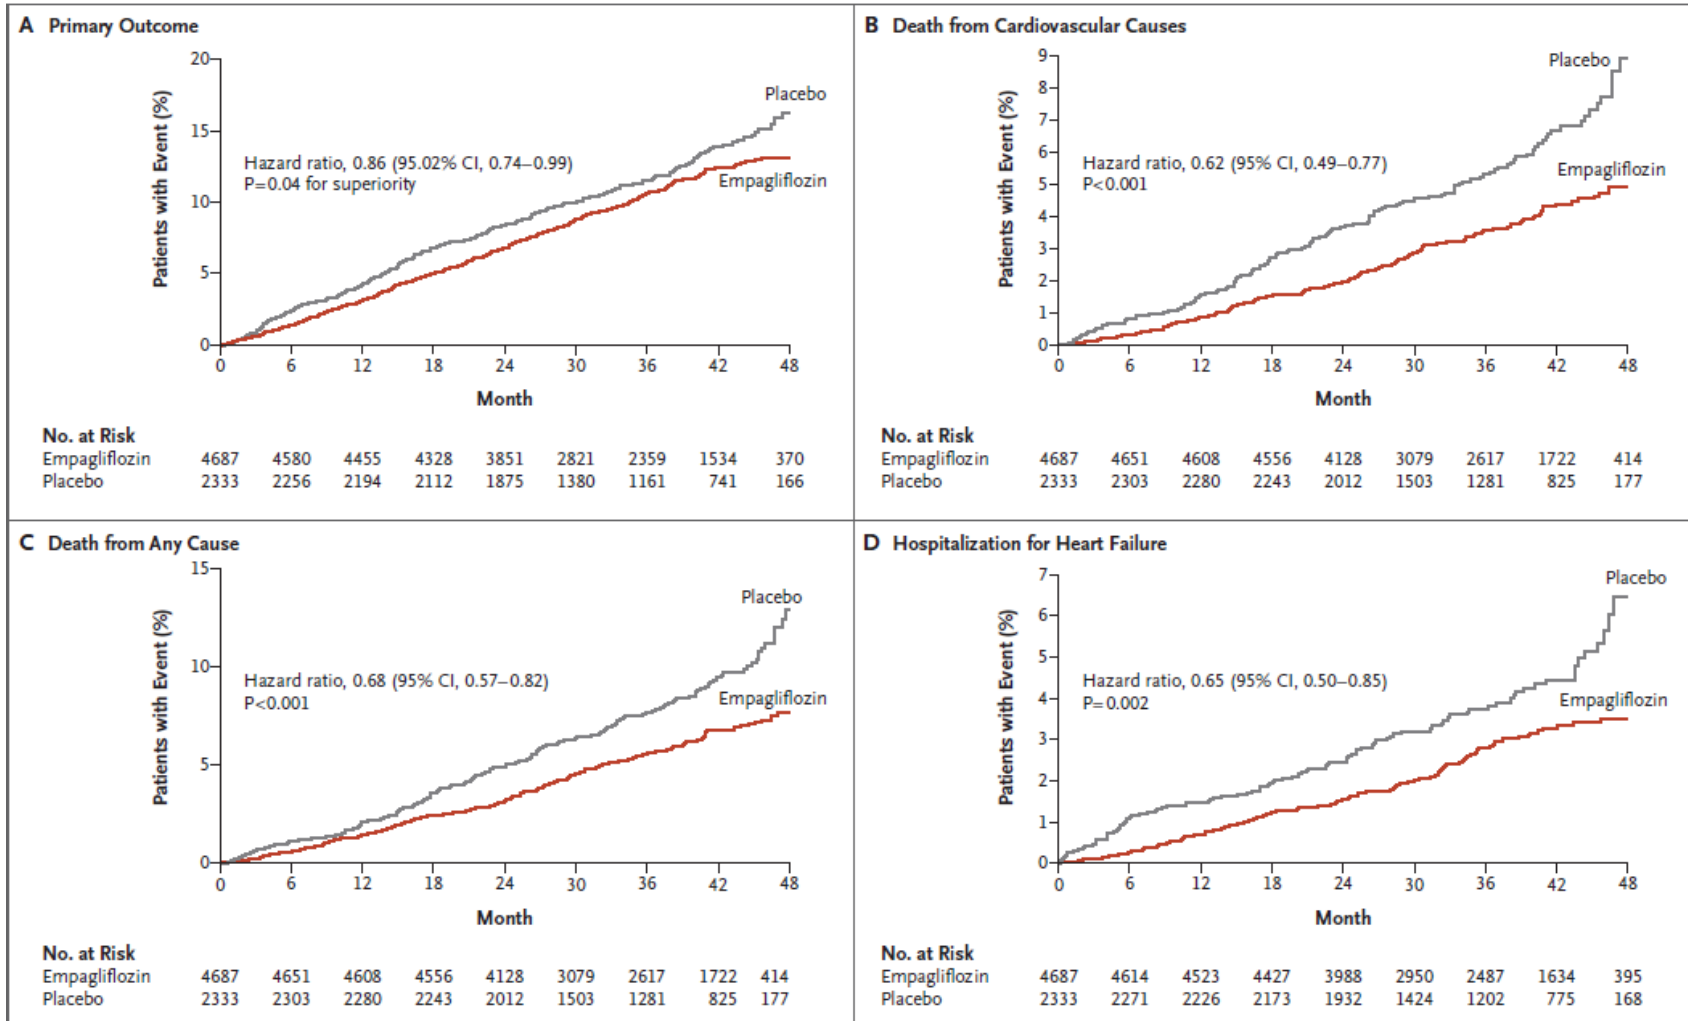 A Primary Outcome
Patients with Event (%)
20
15
10
5
0
Placebo
Hazard ratio, 0.86 (95.02% CI, 0.74–0.99)
P=0.04 for superiority
Empagliflozin
0 6 12 18 24 30 36 42 48
Month
No. at Risk
Empagliflozin 4687 4580 4455 4328 3851 2821 2359 1534 370
Placebo 2333 2256 2194 2112 1875 1380 1161 741 166
B Death from Cardiovascular Causes
Patients with Event (%)
9
8
7
6
5
4
3
2
1
0
Placebo
Hazard ratio, 0.62 (95% CI, 0.49–0.77)
P<0.001
Empagliflozin
0 6 12 18 24 30 36 42 48
Month
No. at Risk
Empagliflozin 4687 4651 4608 4556 4128 3079 2617 1722 414
Placebo 2333 2303 2280 2243 2012 1503 1281 825 177
C Death from Any Cause
Patients with Event (%)
15
10
5
0
Placebo
Hazard ratio, 0.68 (95% CI, 0.57–0.82)
P<0.001
Empagliflozin
0 6 12 18 24 30 36 42 48
Month
No. at Risk
Empagliflozin 4687 4651 4608 4556 4128 3079 2617 1722 414
Placebo 2333 2303 2280 2243 2012 1503 1281 825 177
D Hospitalization for Heart Failure
Patients with Event (%)
7
6
5
4
3
2
1
0
Placebo
Hazard ratio, 0.65 (95% CI, 0.50–0.85)
P=0.002
Empagliflozin
0 6 12 18 24 30 36 42 48
Month
No. at Risk
Empagliflozin 4687 4614 4523 4427 3988 2950 2487 1634 395
Placebo 2333 2271 2226 2173 1932 1424 1202 775 168